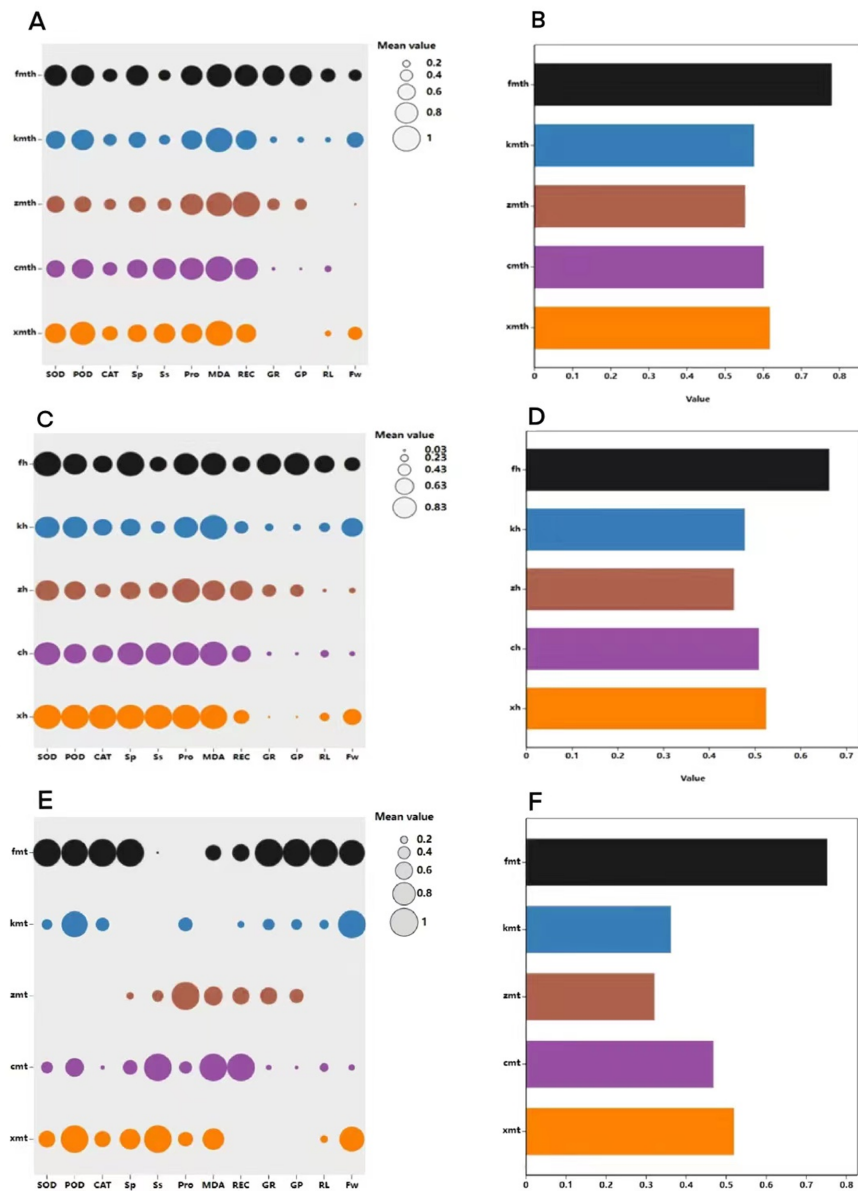 A
Mean value
0.2
0.4
0.6
0.8
1
fmth
kmth
zmth
cmth
xmth
SOD POD CAT Sp Ss Pro MDA REC GR GP RL Fw
B
fmth
kmth
zmth
cmth
xmth
0 0.1 0.2 0.3 0.4 0.5 0.6 0.7 0.8
Value
C
Mean value
0.03
0.23
0.43
0.63
0.83
fh
kh
zh
ch
xh
SOD POD CAT Sp Ss Pro MDA REC GR GP RL Fw
D
fh
kh
zh
ch
xh
0 0.1 0.2 0.3 0.4 0.5 0.6 0.7
Value
E
Mean value
0.2
0.4
0.6
0.8
1
fmt
kmt
zmt
cmt
xmt
SOD POD CAT Sp Ss Pro MDA REC GR GP RL Fw
F
fmt
kmt
zmt
cmt
xmt
0 0.1 0.2 0.3 0.4 0.5 0.6 0.7 0.8